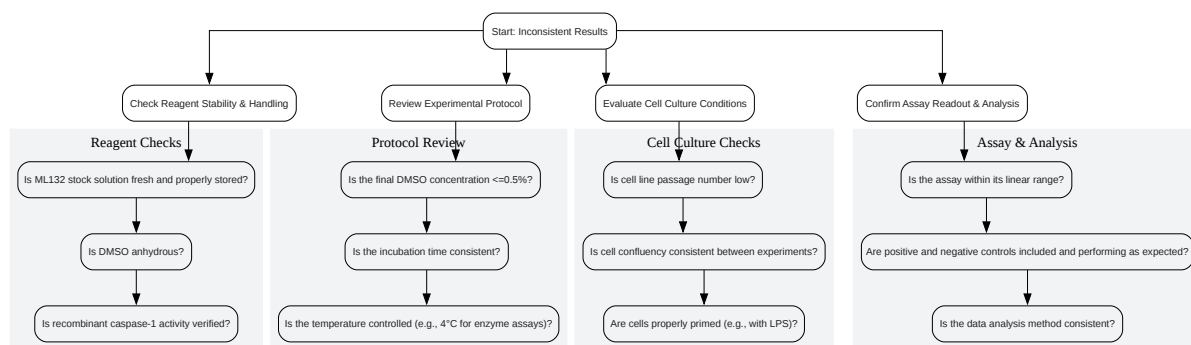 Start: Inconsistent Results
Check Reagent Stability & Handling
Review Experimental Protocol
Evaluate Cell Culture Conditions
Confirm Assay Readout & Analysis
Reagent Checks
Is ML132 stock solution fresh and properly stored?
Is DMSO anhydrous?
Is recombinant caspase-1 activity verified?
Protocol Review
Is the final DMSO concentration <=0.5%?
Is the incubation time consistent?
Is the temperature controlled (e.g., 4°C for enzyme assays)?
Cell Culture Checks
Is cell line passage number low?
Is cell confluency consistent between experiments?
Are cells properly primed (e.g., with LPS)?
Assay & Analysis
Is the assay within its linear range?
Are positive and negative controls included and performing as expected?
Is the data analysis method consistent?